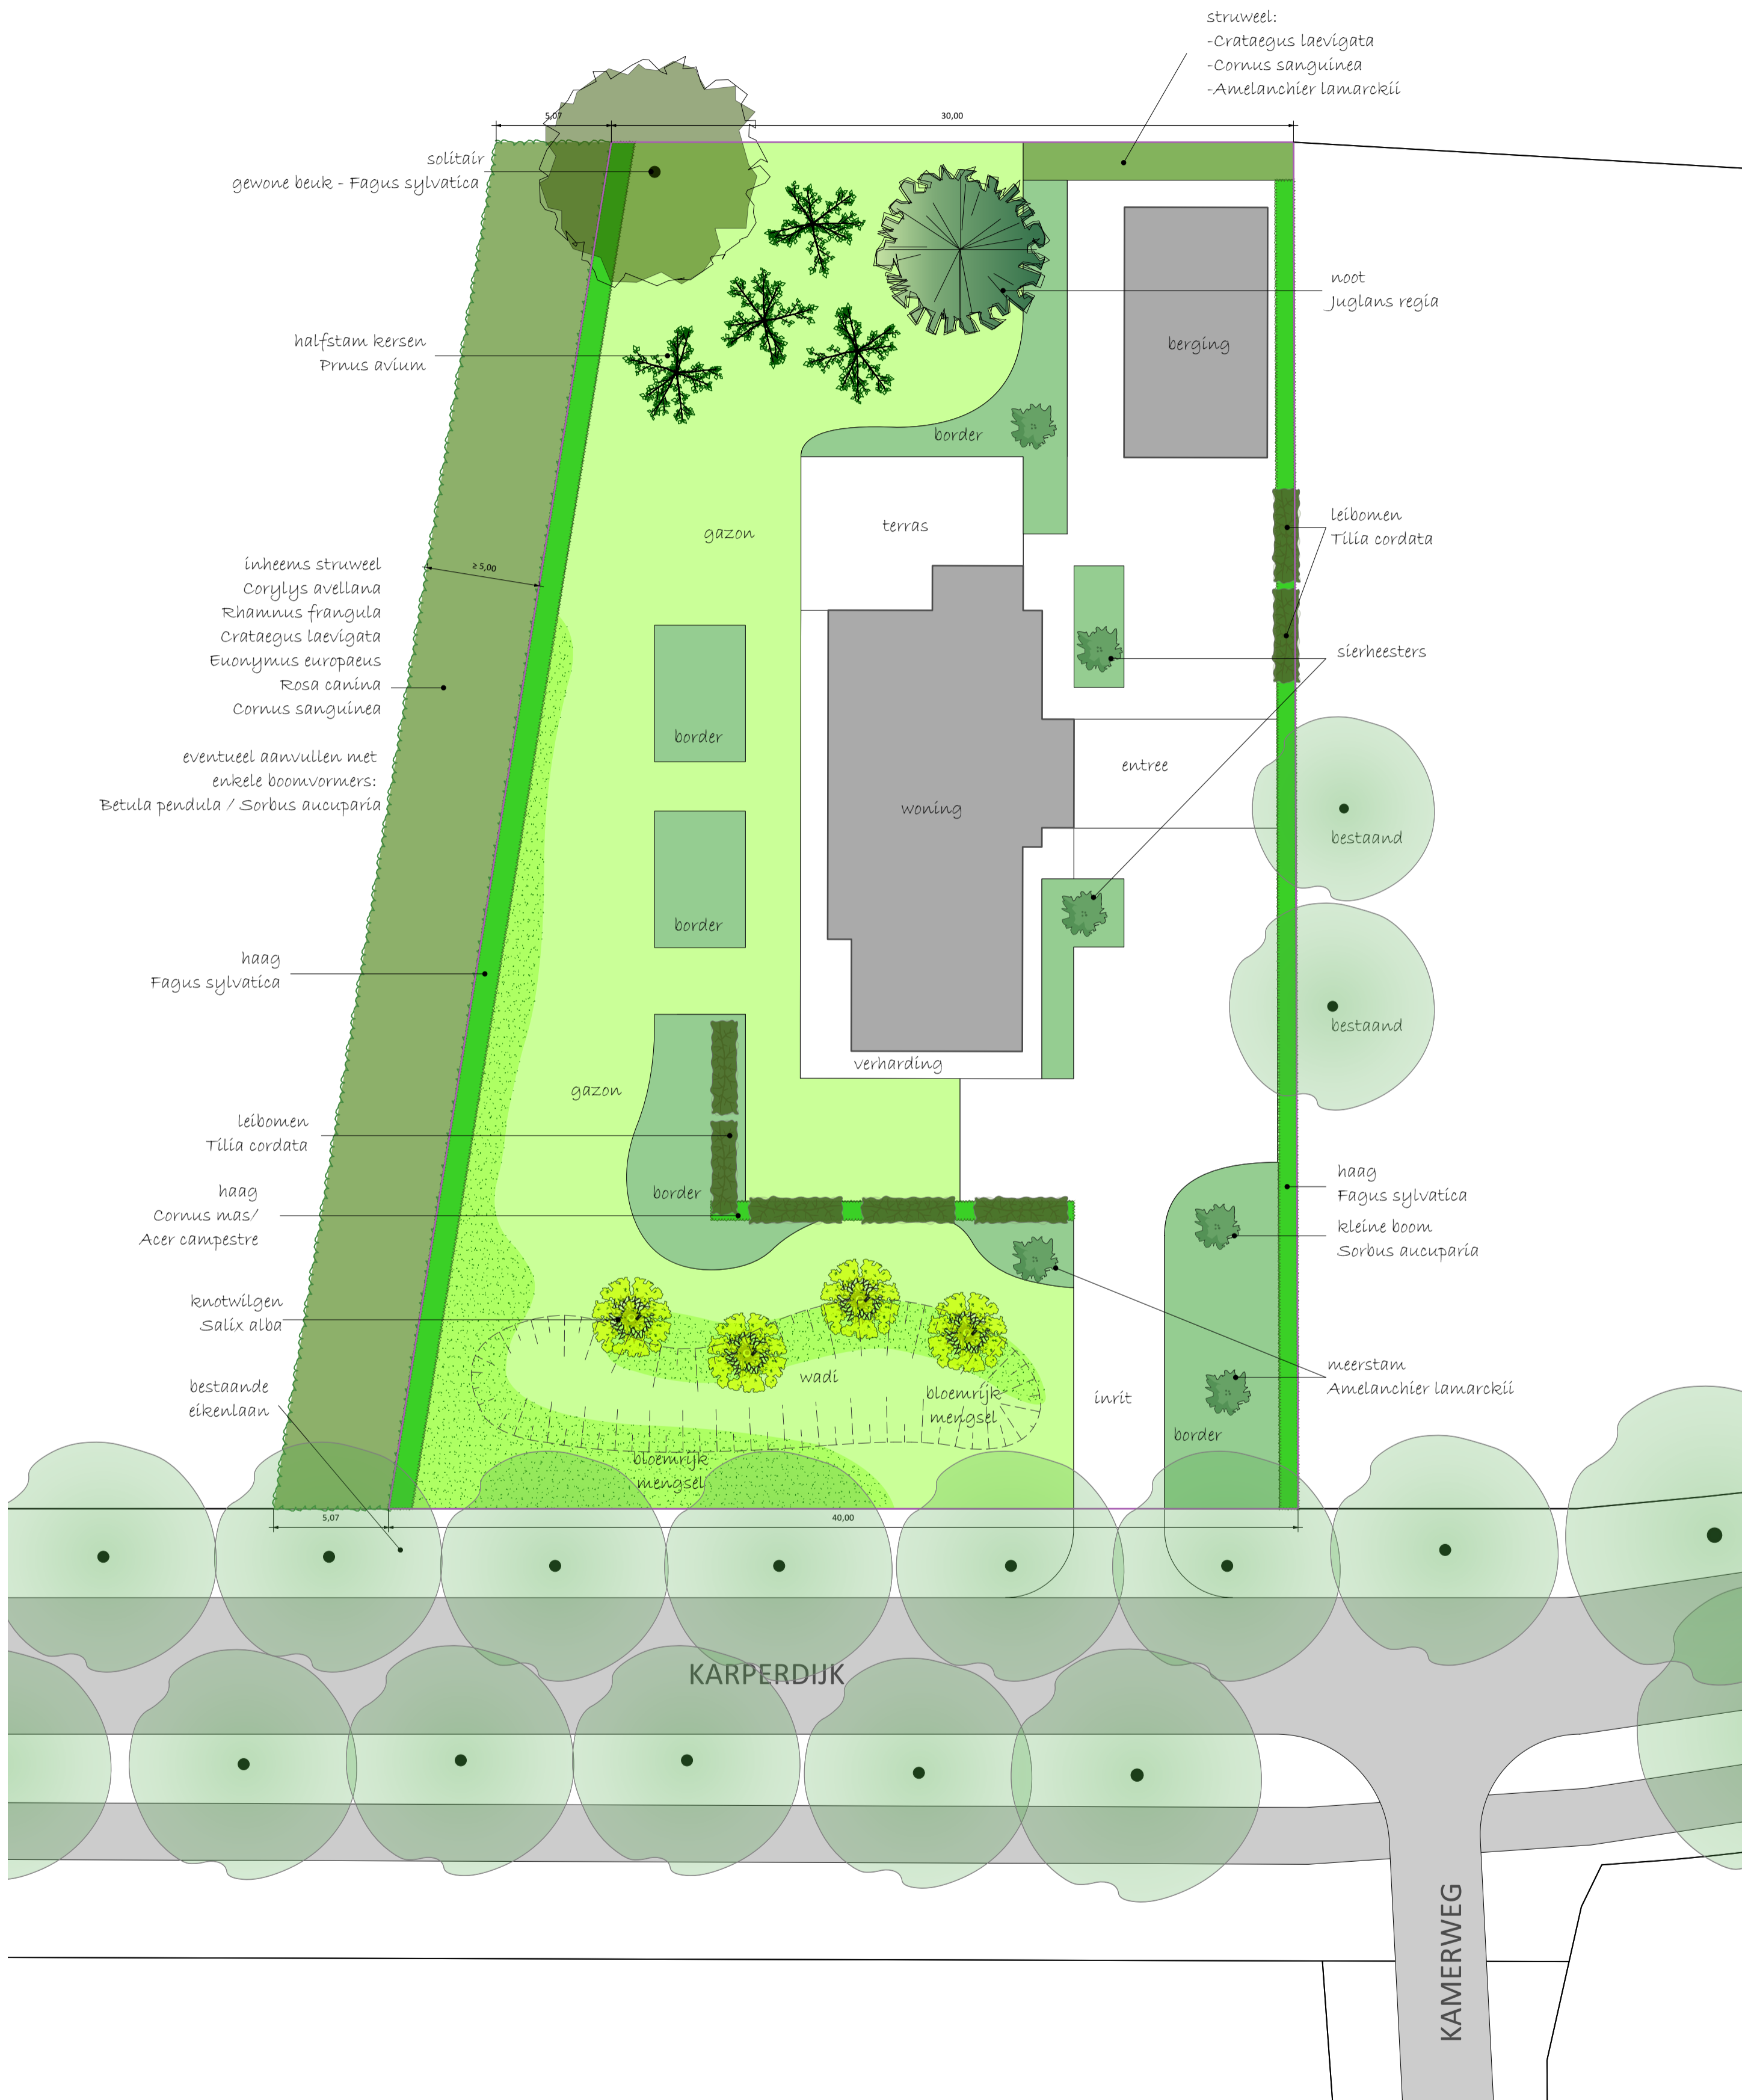 struweel:
-Crataegus laevigata
-Cornus sanguinea
-Amelanchier lamarckii
5,07
30,00
solitair
gewone beuk - Fagus sylvatica
noot
Juglans regia
halfstam kersen
Prnus avium
berging
border
leibomen
Tilia cordata
gazon
terras
inheems struweel
Corylys avellana
Rhamnus frangula
Crataegus laevigata
Euonymus europaeus
Rosa canina
Cornus sanguinea
≥ 5,00
sierheesters
eventueel aanvullen met
enkele boomvormers:
Betula pendula / Sorbus aucuparia
border
entree
woning
bestaand
border
haag
Fagus sylvatica
bestaand
verharding
gazon
leibomen
Tilia cordata
haag
Cornus mas/
Acer campestre
border
haag
Fagus sylvatica
kleine boom
Sorbus aucuparia
knotwilgen
Salix alba
wadi
bloemrijk
mengsel
inrit
meerstam
Amelanchier lamarckii
bestaande
eikenlaan
border
bloemrijk
mengsel
5,07
40,00
KARPERDIJK
KAMERWEG